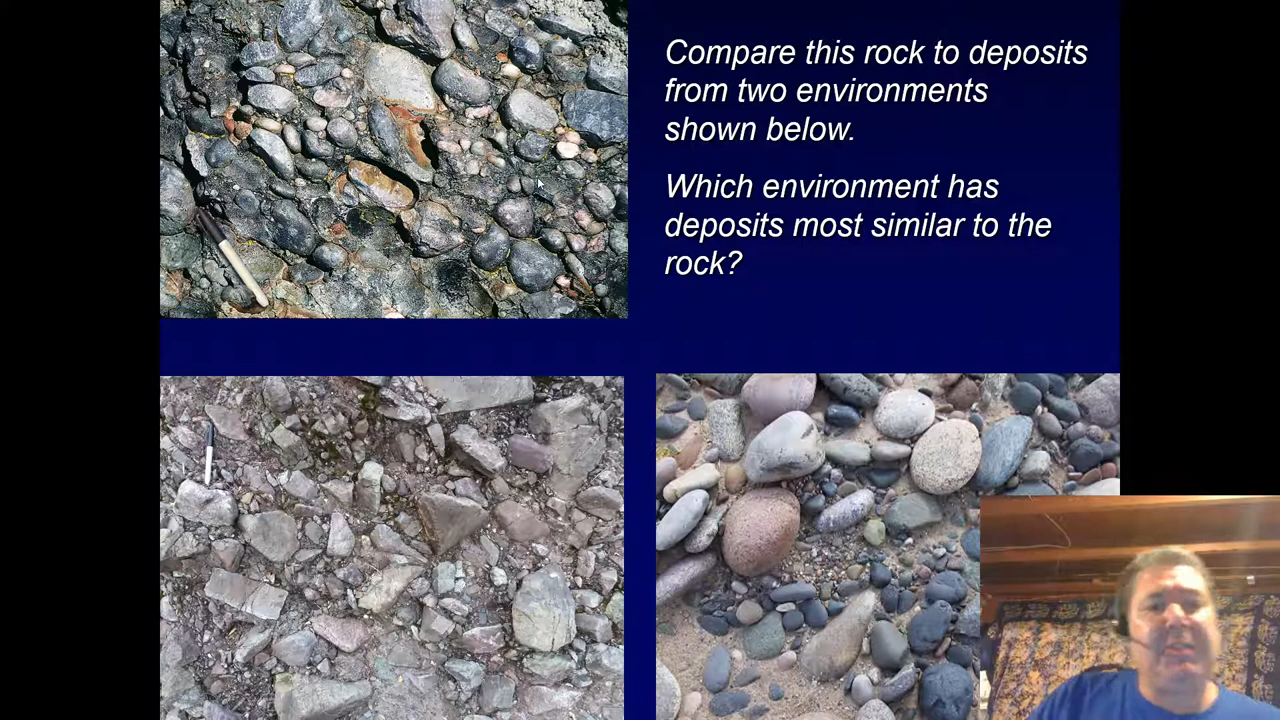 Compare this rock to deposits
from two environments
shown below.
Which environment has
deposits most similar to the
rock?